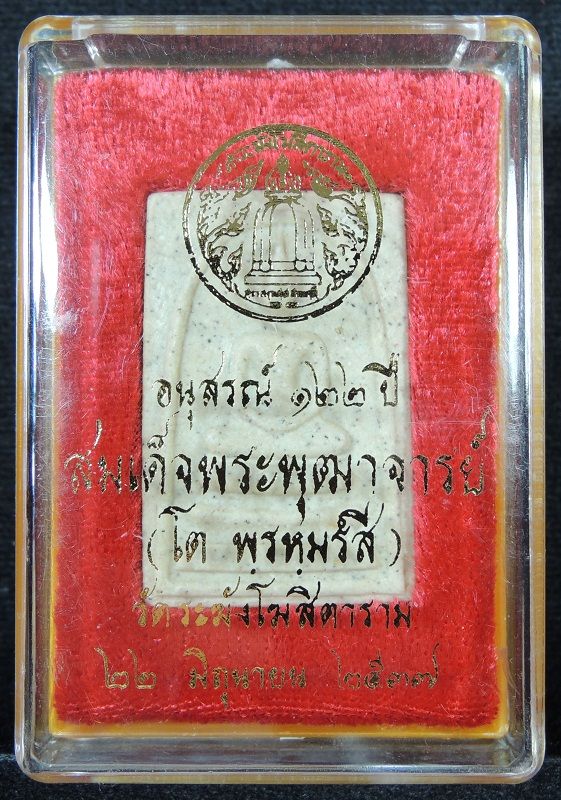 อนุสรณ์ ๑๒๒ ปี
สมเด็จพระพุฒาจารย์
(โต พฺรหฺมรํสี)
วัดระฆังโฆสิตาราม
๒๒ มิถุนายน ๒๕๓๗